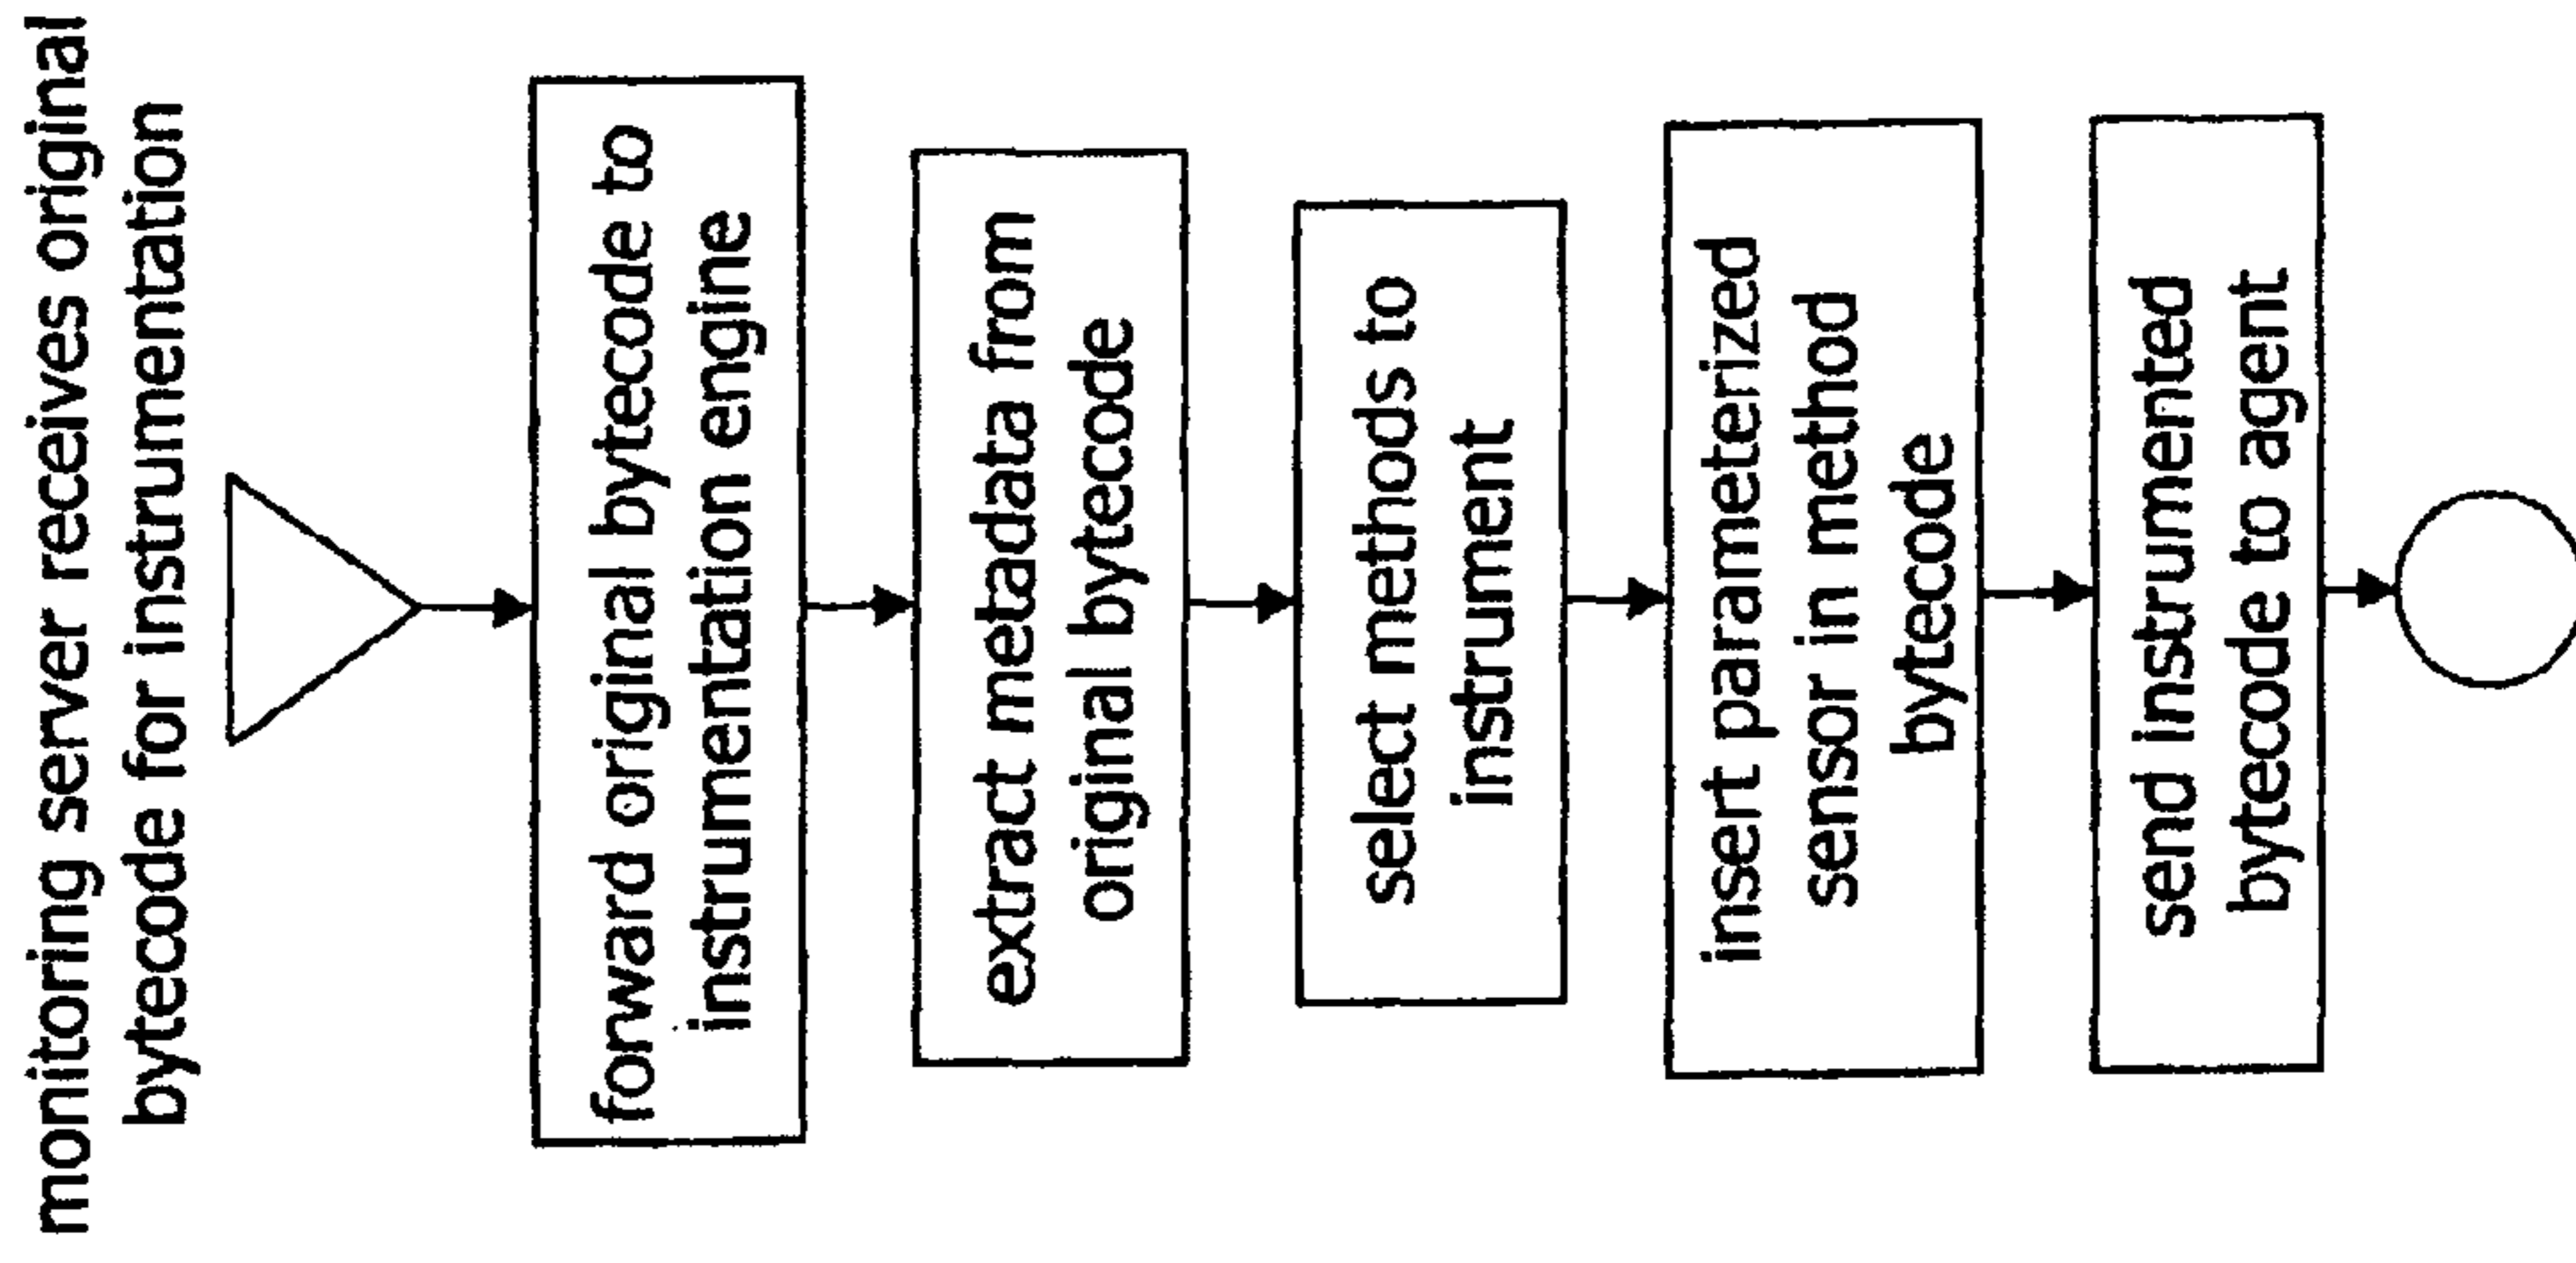 monitoring server receives original
bytecode for instrumentation
forward original bytecode to
instrumentation engine
extract metadata from
original bytecode
select methods to
instrument
insert parameterized
sensor in method
bytecode
send instrumented
bytecode to agent